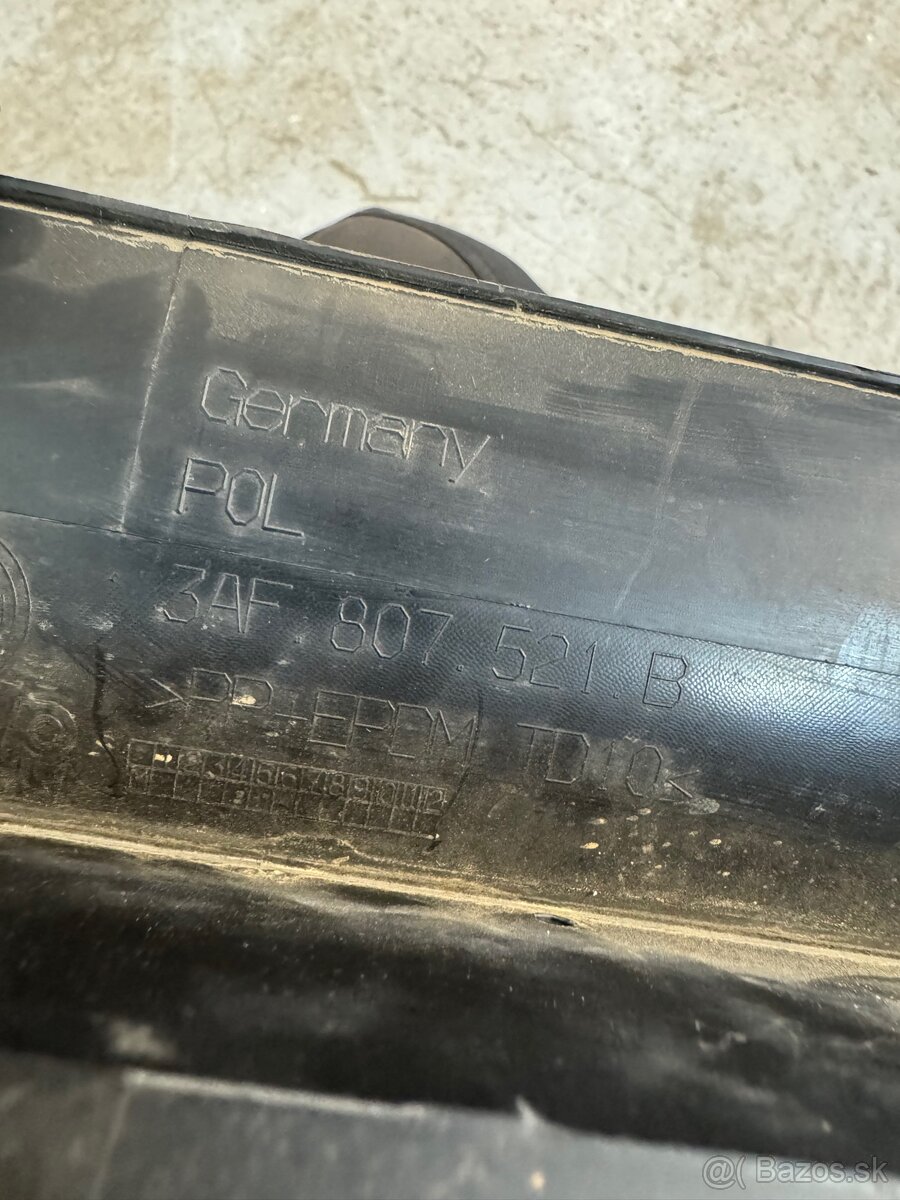 Germany
POL
3AF.807.521.B
>PP+EPDM TD10<
@( Bazos.sk